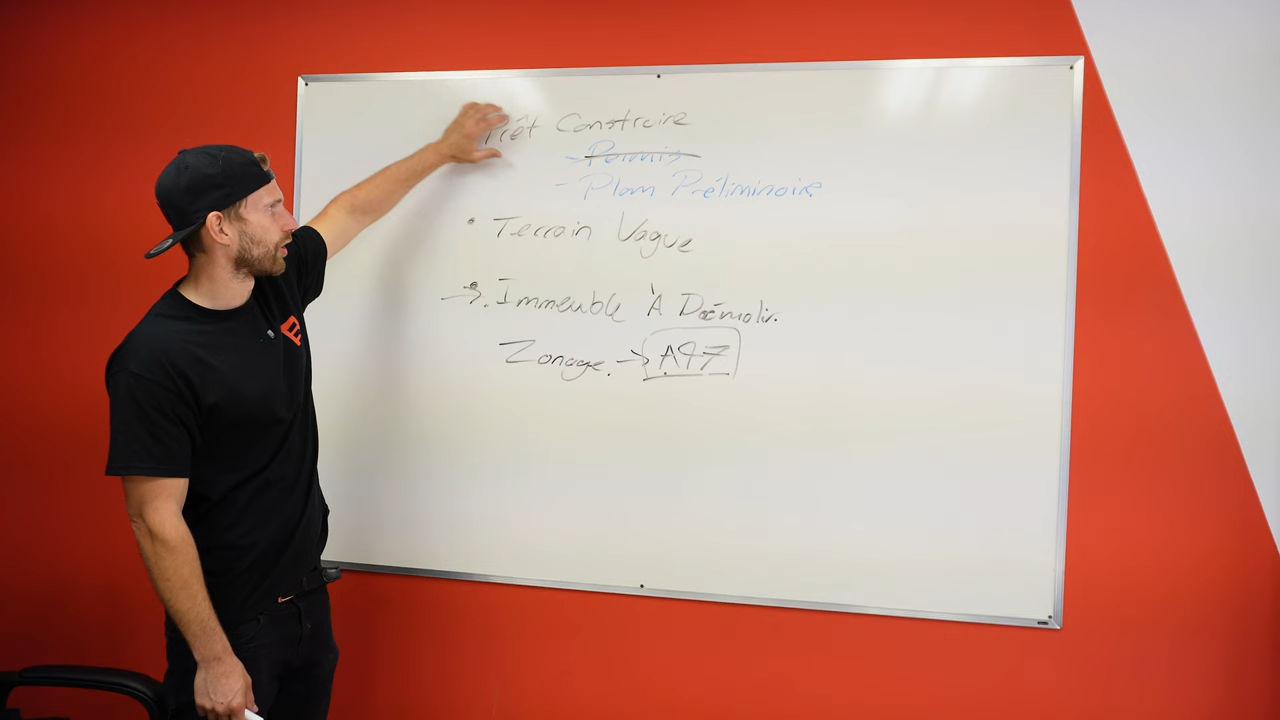 Prêt Construire
- Permis
- Plan Préliminaire
• Terrain Vague
→ . Immeuble À Démolir.
Zonage. → A47